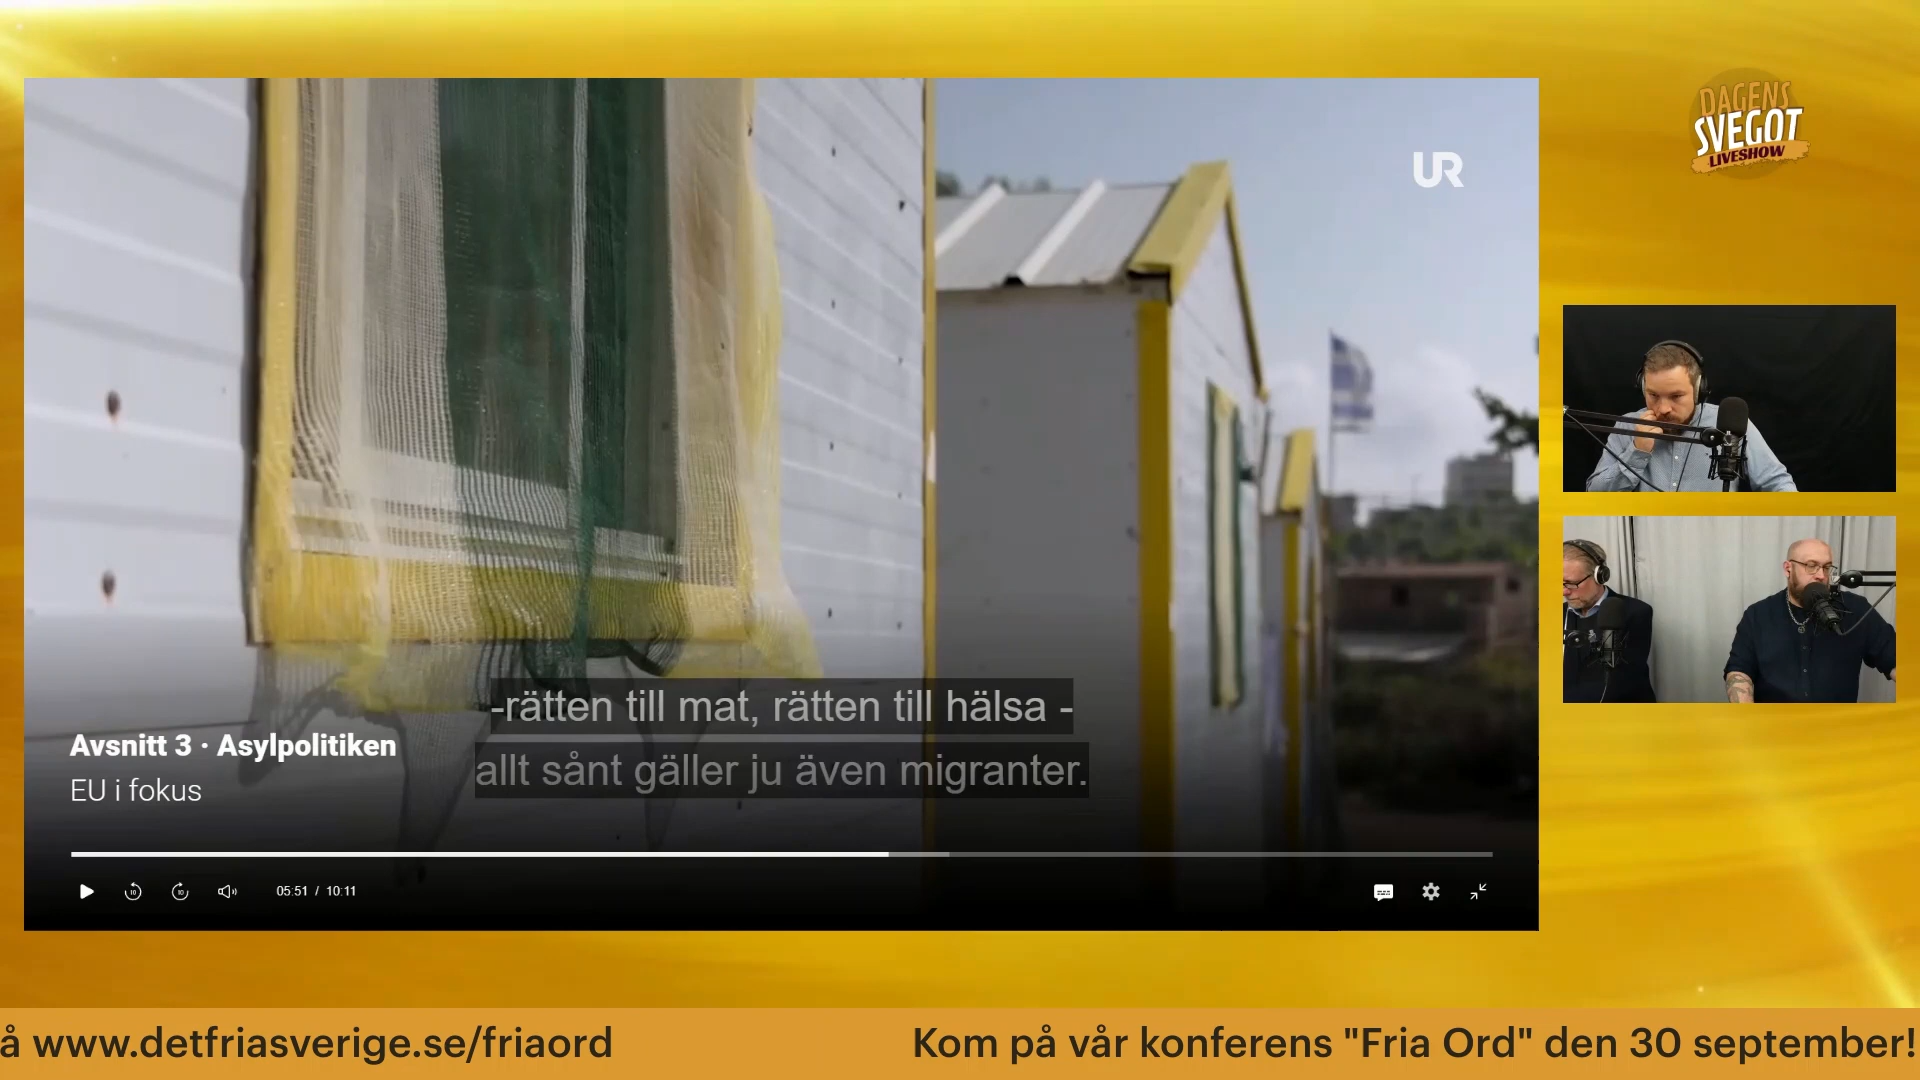 DAGENS
SVEGOT
LIVESHOW
UR
-rätten till mat, rätten till hälsa -
allt sånt gäller ju även migranter.
Avsnitt 3 · Asylpolitiken
EU i fokus
10
10
05:51 / 10:11
å www.detfriasverige.se/friaord
Kom på vår konferens "Fria Ord" den 30 september!